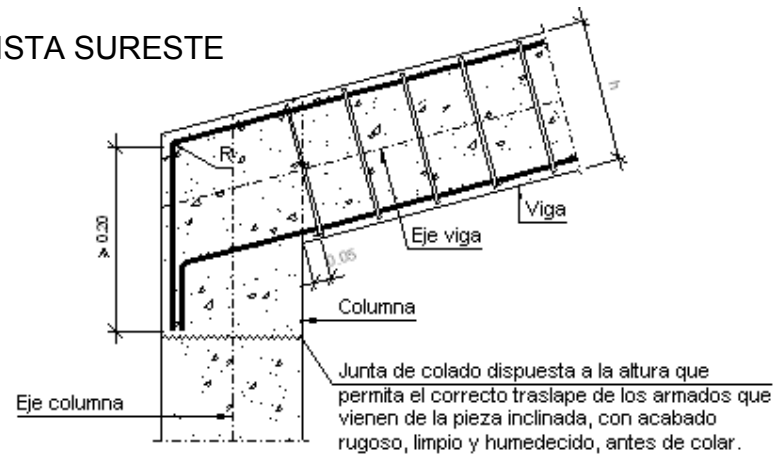 ISTA SURESTE
R
h
Viga
Eje viga
0.05
≥ 0.20
Columna
Eje columna
Junta de colado dispuesta a la altura que
permita el correcto traslape de los armados que
vienen de la pieza inclinada, con acabado
rugoso, limpio y humedecido, antes de colar.